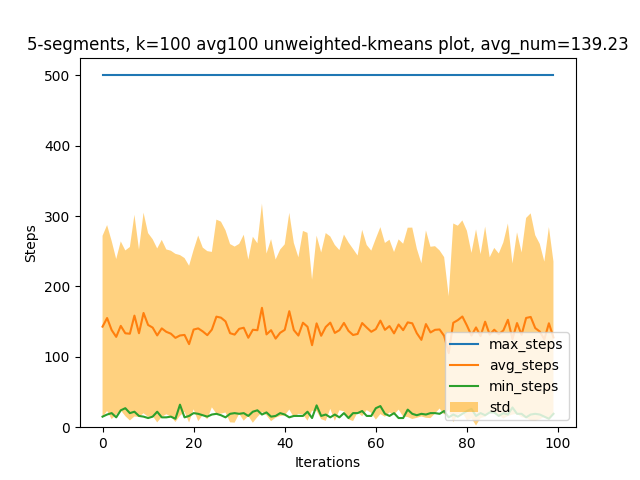 5-segments, k=100 avg100 unweighted-kmeans plot, avg_num=139.23
500
400
300
200
100
0
Steps
max_steps
avg_steps
min_steps
std
0 20 40 60 80 100
Iterations